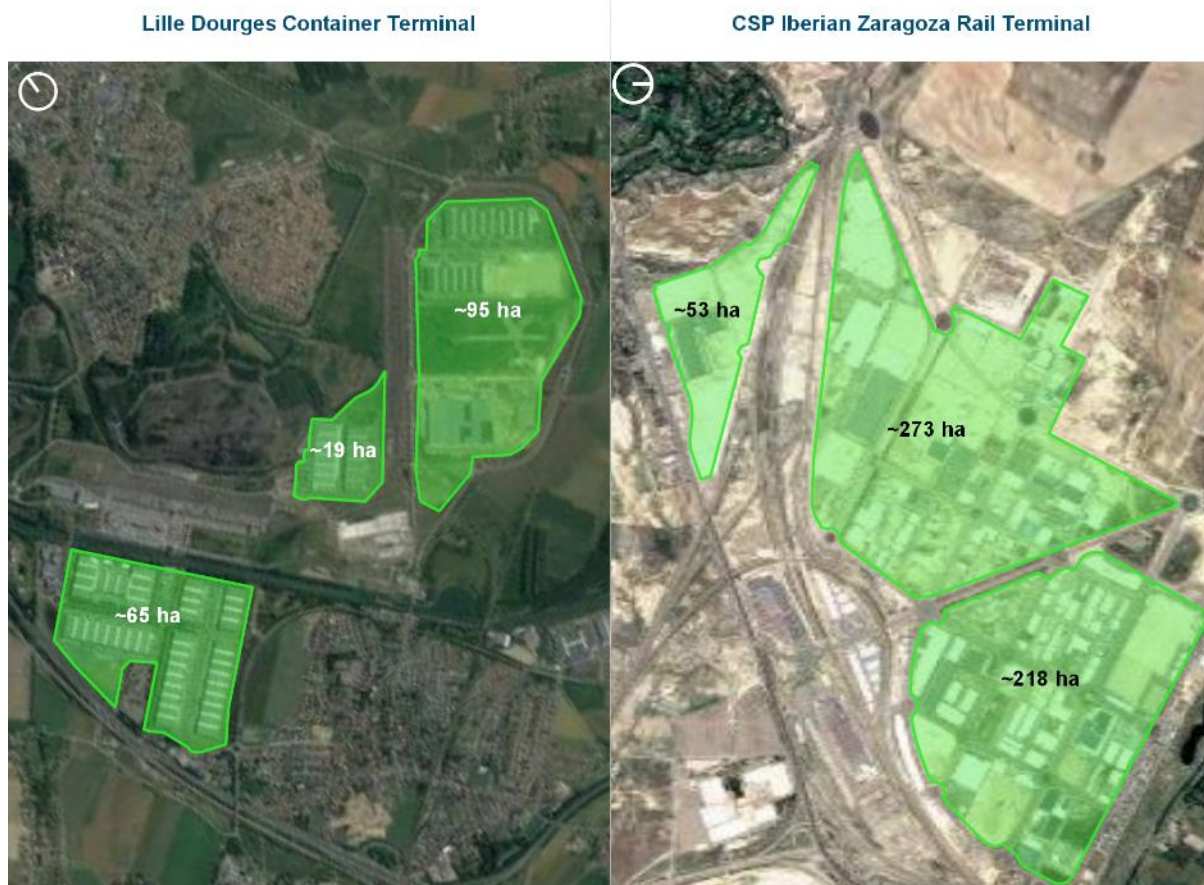 Lille Dourges Container Terminal
CSP Iberian Zaragoza Rail Terminal
~95 ha
~19 ha
~65 ha
~53 ha
~273 ha
~218 ha